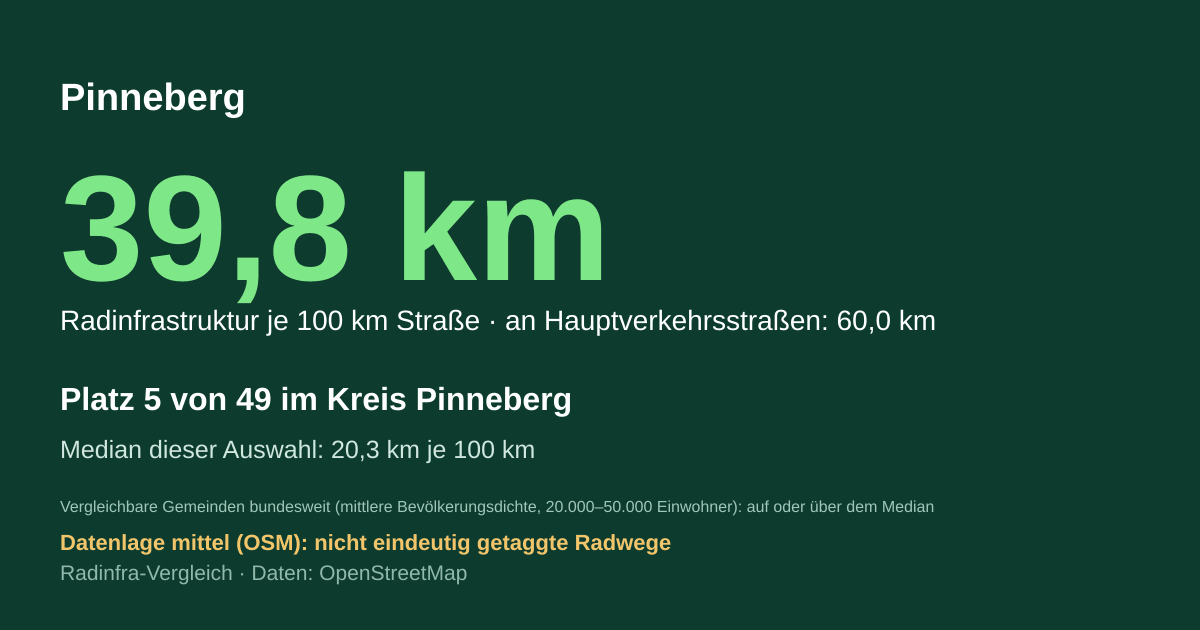 Pinneberg
39,8 km
Radinfrastruktur je 100 km Straße · an Hauptverkehrsstraßen: 60,0 km
Platz 5 von 49 im Kreis Pinneberg
Median dieser Auswahl: 20,3 km je 100 km
Vergleichbare Gemeinden bundesweit (mittlere Bevölkerungsdichte, 20.000–50.000 Einwohner): auf oder über dem Median
Datenlage mittel (OSM): nicht eindeutig getaggte Radwege
Radinfra-Vergleich · Daten: OpenStreetMap